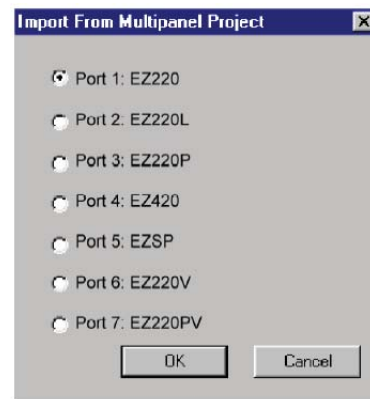 Import From Multipanel Project
Port 1: EZ220
Port 2: EZ220L
Port 3: EZ220P
Port 4: EZ420
Port 5: EZSP
Port 6: EZ220V
Port 7: EZ220PV
OK Cancel